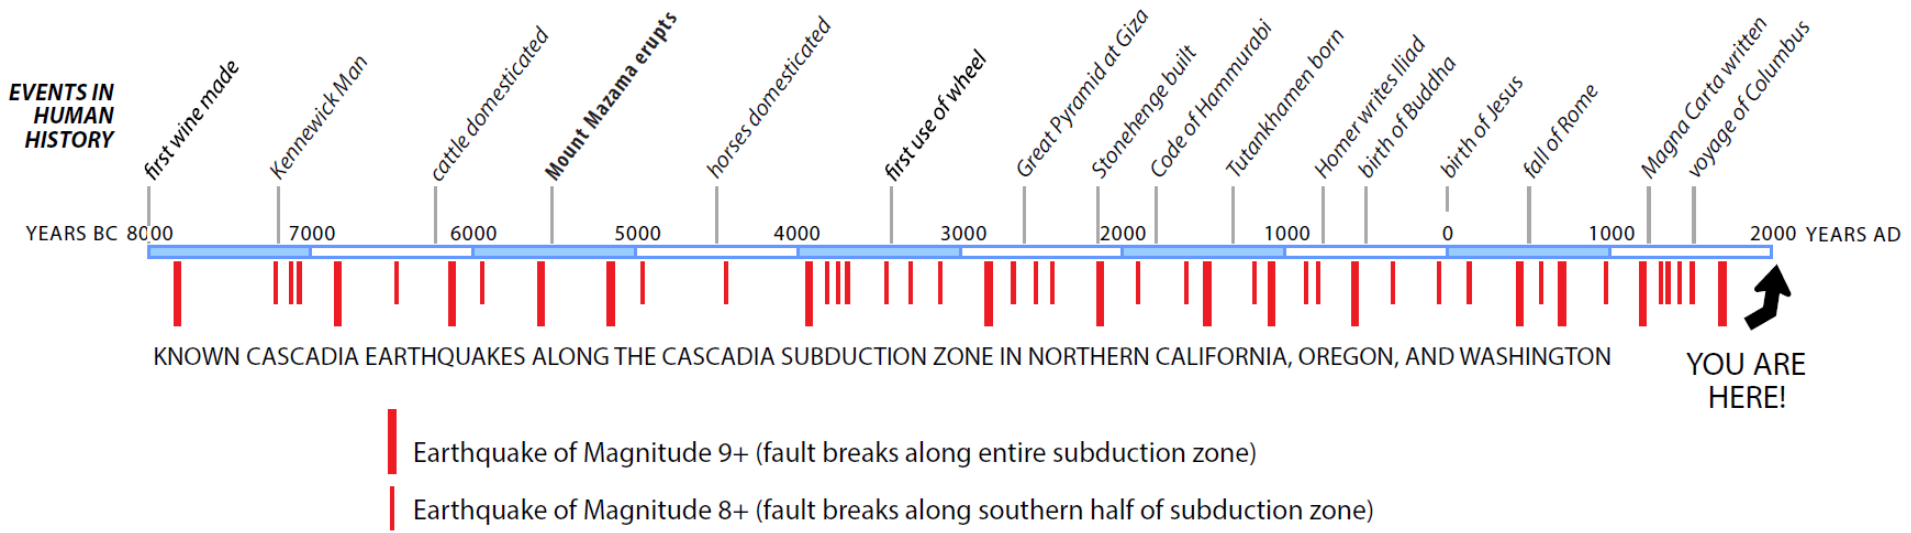 EVENTS IN
HUMAN
HISTORY
first wine made
Kennewick Man
cattle domesticated
Mount Mazama erupts
horses domesticated
first use of wheel
Great Pyramid at Giza
Stonehenge built
Code of Hammurabi
Tutankhamen born
Homer writes Iliad
birth of Buddha
birth of Jesus
fall of Rome
Magna Carta written
voyage of Columbus
YEARS BC 8000 7000 6000 5000 4000 3000 2000 1000 0 1000 2000 YEARS AD
KNOWN CASCADIA EARTHQUAKES ALONG THE CASCADIA SUBDUCTION ZONE IN NORTHERN CALIFORNIA, OREGON, AND WASHINGTON
YOU ARE
HERE!
Earthquake of Magnitude 9+ (fault breaks along entire subduction zone)
Earthquake of Magnitude 8+ (fault breaks along southern half of subduction zone)